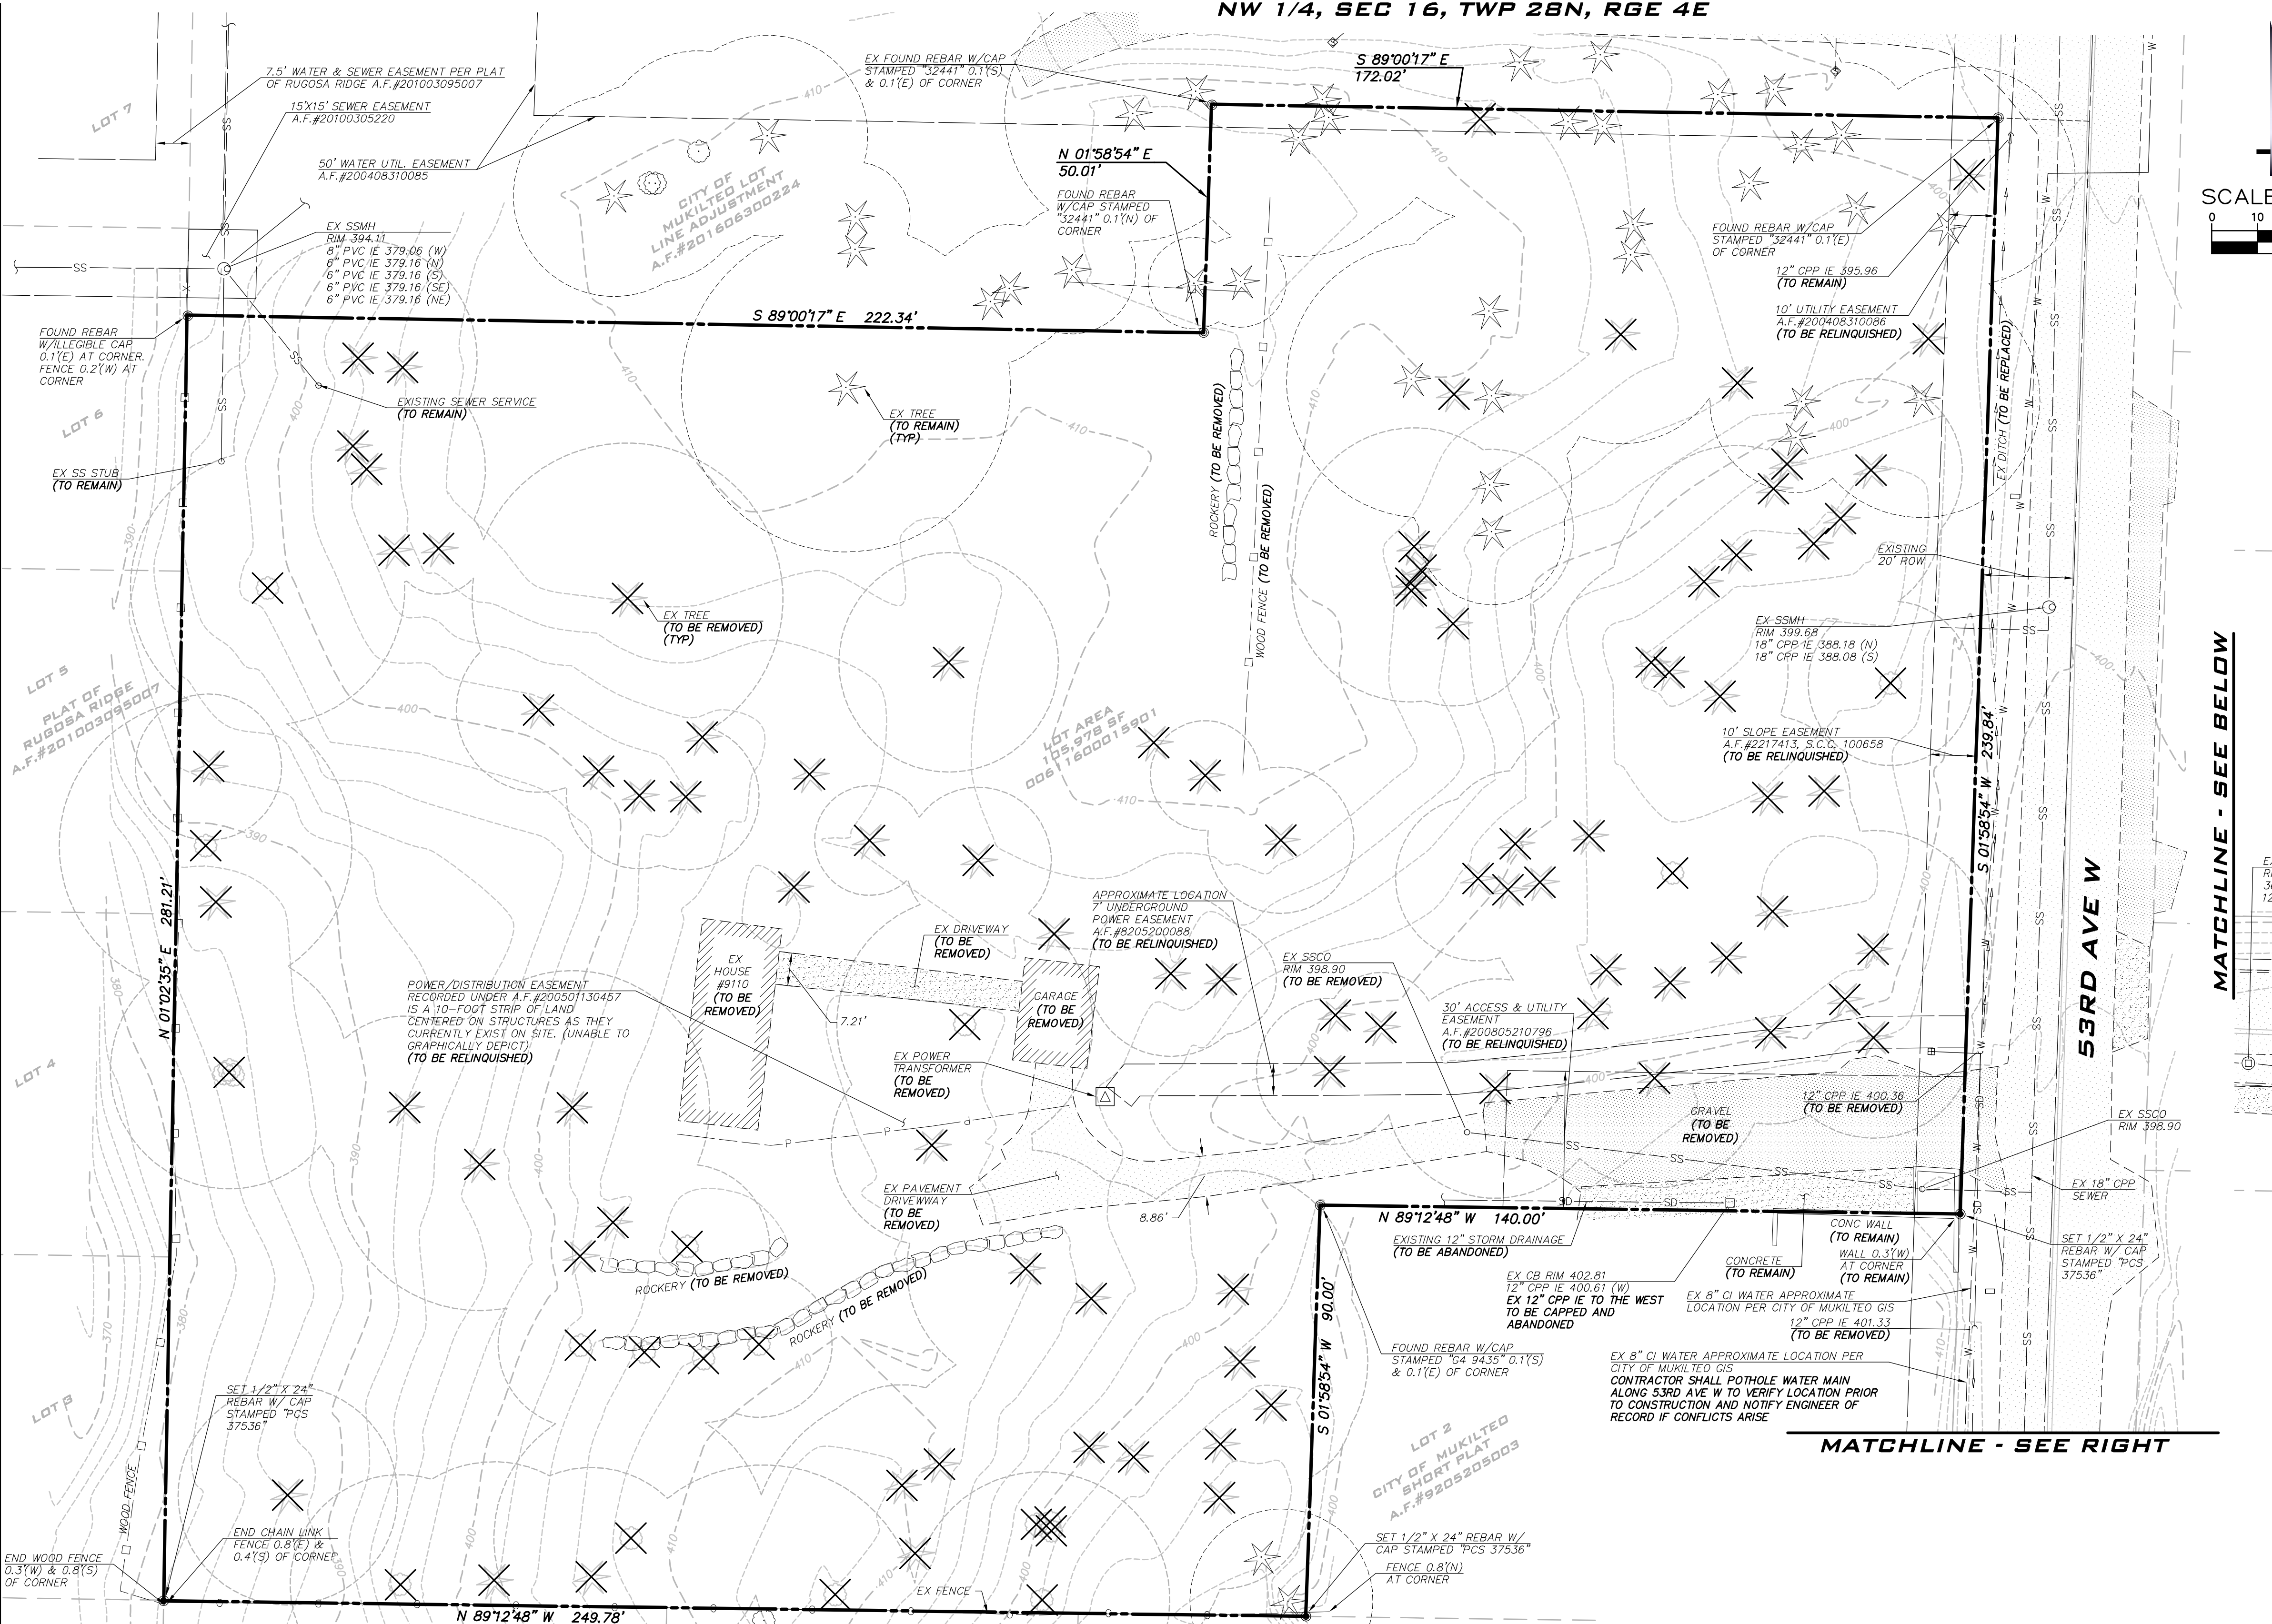 NW 1/4, SEC 16, TWP 28N, RGE 4E
7.5' WATER & SEWER EASEMENT PER PLAT
OF RUGOSA RIDGE A.F.#201003095007
15'X15' SEWER EASEMENT
A.F.#20100305220
50' WATER UTIL. EASEMENT
A.F.#200408310085
LOT 7
EX SSMH
RIM 394.11
8" PVC IE 379.06 (W)
6" PVC IE 379.16 (N)
6" PVC IE 379.16 (S)
6" PVC IE 379.16 (SE)
6" PVC IE 379.16 (NE)
CITY OF
MUKILTEO LOT
LINE ADJUSTMENT
A.F.#201606300224
EX FOUND REBAR W/CAP
STAMPED "32441" 0.1'(S)
& 0.1'(E) OF CORNER
S 89°00'17" E
172.02'
N 01°58'54" E
50.01'
FOUND REBAR
W/CAP STAMPED
"32441" 0.1'(N) OF
CORNER
FOUND REBAR W/CAP
STAMPED "32441" 0.1'(E)
OF CORNER
12" CPP IE 395.96
(TO REMAIN)
10' UTILITY EASEMENT
A.F.#200408310086
(TO BE RELINQUISHED)
SCALE
0 10
FOUND REBAR
W/ILLEGIBLE CAP
0.1'(E) AT CORNER.
FENCE 0.2'(W) AT
CORNER
S 89°00'17" E 222.34'
LOT 6
EXISTING SEWER SERVICE
(TO REMAIN)
EX SS STUB
(TO REMAIN)
EX TREE
(TO REMAIN)
(TYP)
ROCKERY (TO BE REMOVED)
WOOD FENCE (TO BE REMOVED)
EX DITCH (TO BE REPLACED)
EX TREE
(TO BE REMOVED)
(TYP)
EXISTING
20' ROW
EX SSMH
RIM 399.68
18" CPP IE 388.18 (N)
18" CPP IE 388.08 (S)
LOT 5
PLAT OF
RUGOSA RIDGE
A.F.#201003095007
LOT AREA
105,978 SF
00611600015901
10' SLOPE EASEMENT
A.F.#2217413, S.C.C. 100658
(TO BE RELINQUISHED)
S 01°58'54" W 239.84'
MATCHLINE - SEE BELOW
53RD AVE W
N 01°02'35" E 281.21'
EX
HOUSE
#9110
(TO BE
REMOVED)
EX DRIVEWAY
(TO BE
REMOVED)
7.21'
GARAGE
(TO BE
REMOVED)
APPROXIMATE LOCATION
7' UNDERGROUND
POWER EASEMENT
A.F.#8205200088
(TO BE RELINQUISHED)
EX SSCO
RIM 398.90
(TO BE REMOVED)
30' ACCESS & UTILITY
EASEMENT
A.F.#200805210796
(TO BE RELINQUISHED)
POWER/DISTRIBUTION EASEMENT
RECORDED UNDER A.F.#200501130457
IS A 10-FOOT STRIP OF LAND
CENTERED ON STRUCTURES AS THEY
CURRENTLY EXIST ON SITE. (UNABLE TO
GRAPHICALLY DEPICT)
(TO BE RELINQUISHED)
EX POWER
TRANSFORMER
(TO BE
REMOVED)
LOT 4
GRAVEL
(TO BE
REMOVED)
12" CPP IE 400.36
(TO BE REMOVED)
EX SSCO
RIM 398.90
EX 18" CPP
SEWER
EX PAVEMENT
DRIVEWWAY
(TO BE
REMOVED)
8.86'
N 89°12'48" W 140.00'
EXISTING 12" STORM DRAINAGE
(TO BE ABANDONED)
CONC WALL
(TO REMAIN)
WALL 0.3'(W)
AT CORNER
(TO REMAIN)
CONCRETE
(TO REMAIN)
SET 1/2" X 24"
REBAR W/ CAP
STAMPED "PCS
37536"
ROCKERY (TO BE REMOVED)
ROCKERY (TO BE REMOVED)
EX CB RIM 402.81
12" CPP IE 400.61 (W)
EX 12" CPP IE TO THE WEST
TO BE CAPPED AND
ABANDONED
EX 8" CI WATER APPROXIMATE
LOCATION PER CITY OF MUKILTEO GIS
12" CPP IE 401.33
(TO BE REMOVED)
S 01°58'54" W 90.00'
FOUND REBAR W/CAP
STAMPED "G4 9435" 0.1'(S)
& 0.1'(E) OF CORNER
EX 8" CI WATER APPROXIMATE LOCATION PER
CITY OF MUKILTEO GIS
CONTRACTOR SHALL POTHOLE WATER MAIN
ALONG 53RD AVE W TO VERIFY LOCATION PRIOR
TO CONSTRUCTION AND NOTIFY ENGINEER OF
RECORD IF CONFLICTS ARISE
MATCHLINE - SEE RIGHT
LOT 3
SET 1/2" X 24"
REBAR W/ CAP
STAMPED "PCS
37536"
LOT 2
CITY OF MUKILTEO
SHORT PLAT
A.F.#9205205003
WOOD FENCE
END CHAIN LINK
FENCE 0.8'(E) &
0.4'(S) OF CORNER
END WOOD FENCE
0.3'(W) & 0.8'(S)
OF CORNER
EX FENCE
N 89°12'48" W 249.78'
SET 1/2" X 24" REBAR W/
CAP STAMPED "PCS 37536"
FENCE 0.8'(N)
AT CORNER